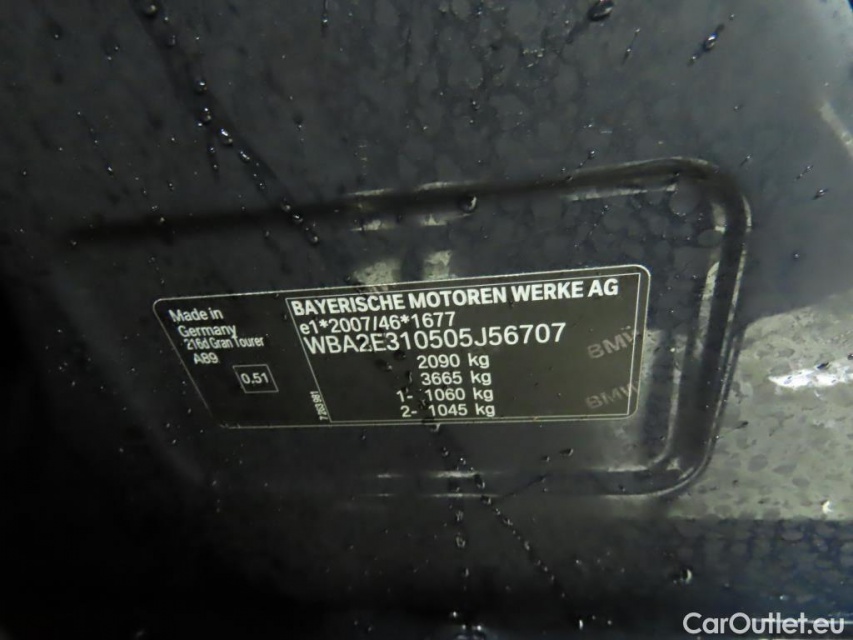 Made in
Germany
216d Gran Tourer
A89
0.51
BAYERISCHE MOTOREN WERKE AG
e1*2007/46*1677
WBA2E310505J56707
2090 kg
3665 kg
1- 1060 kg
2- 1045 kg
BMW
BMW
CarOutlet.eu